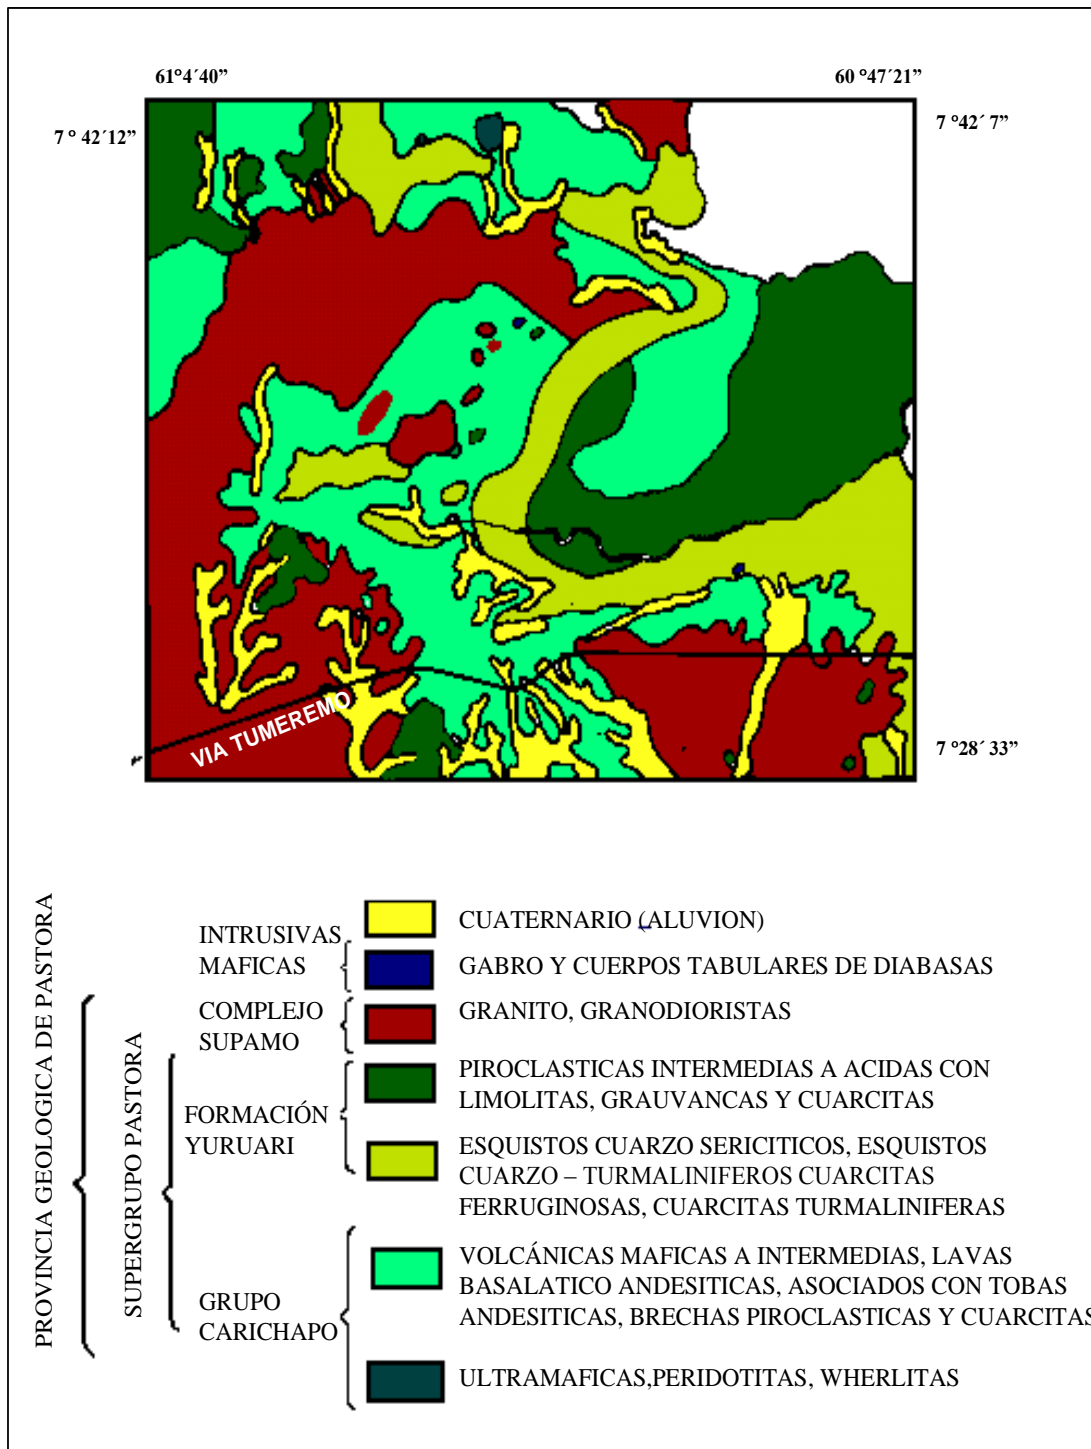 61°4´40”
60 °47´21”
7 ° 42´12”
7 °42´ 7”
VIA TUMEREMO
7 °28´ 33”
PROVINCIA GEOLOGICA DE PASTORA
SUPERGRUPO PASTORA
INTRUSIVAS
MAFICAS
COMPLEJO
SUPAMO
FORMACIÓN
YURUARI
GRUPO
CARICHAPO
CUATERNARIO (ALUVION)
GABRO Y CUERPOS TABULARES DE DIABASAS
GRANITO, GRANODIORISTAS
PIROCLASTICAS INTERMEDIAS A ACIDAS CON
LIMOLITAS, GRAUVANCAS Y CUARCITAS
ESQUISTOS CUARZO SERICITICOS, ESQUISTOS
CUARZO – TURMALINIFEROS CUARCITAS
FERRUGINOSAS, CUARCITAS TURMALINIFERAS
VOLCÁNICAS MAFICAS A INTERMEDIAS, LAVAS
BASALATICO ANDESITICAS, ASOCIADOS CON TOBAS
ANDESITICAS, BRECHAS PIROCLASTICAS Y CUARCITAS
ULTRAMAFICAS,PERIDOTITAS, WHERLITAS